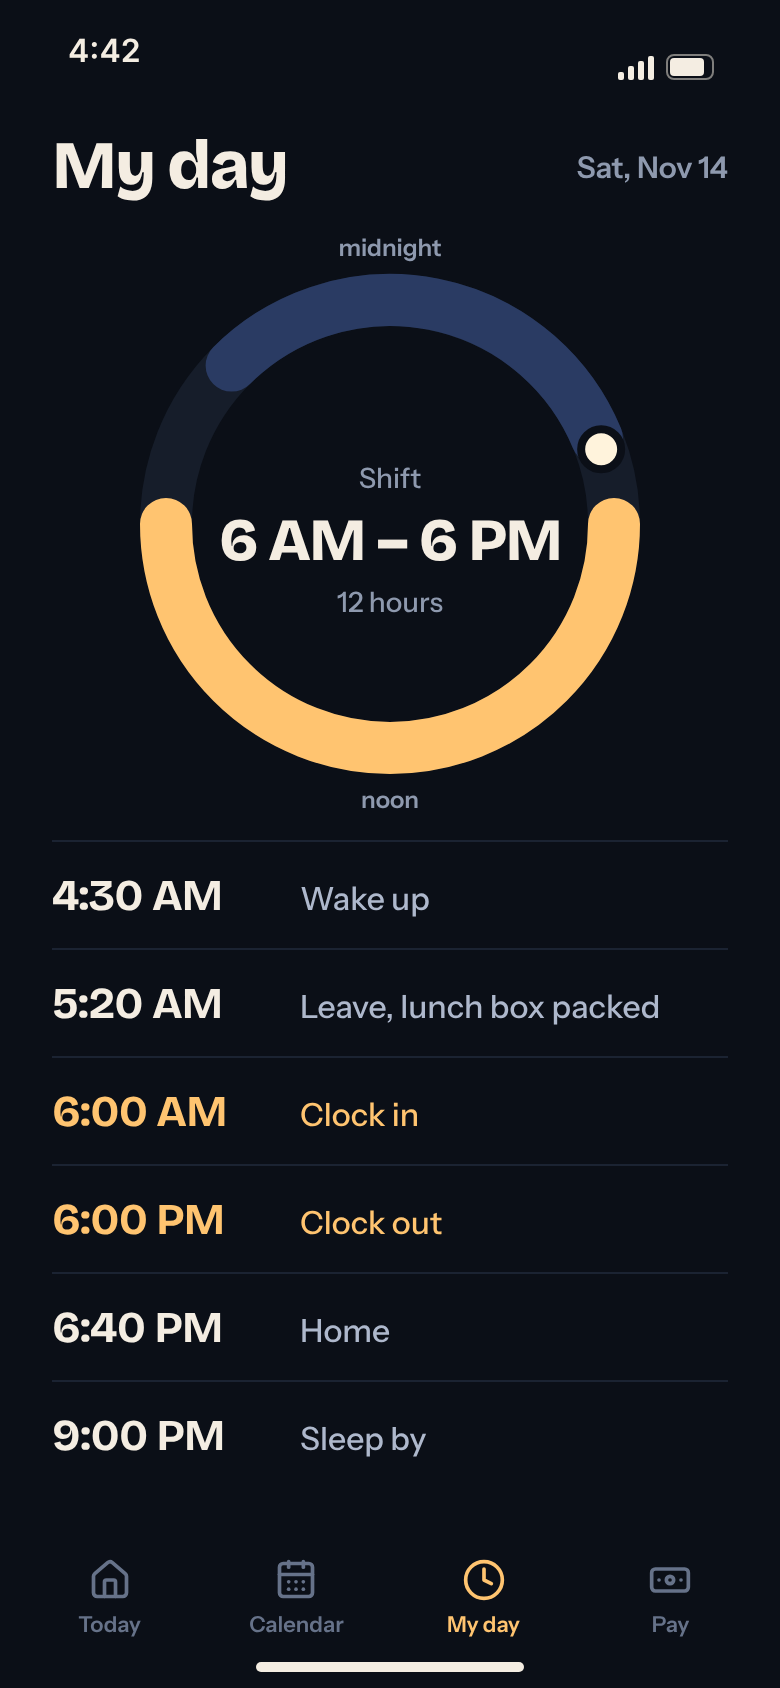 4:42
My day
Sat, Nov 14
midnight
Shift
6 AM – 6 PM
12 hours
noon
4:30 AM Wake up
5:20 AM Leave, lunch box packed
6:00 AM Clock in
6:00 PM Clock out
6:40 PM Home
9:00 PM Sleep by
Today Calendar My day Pay